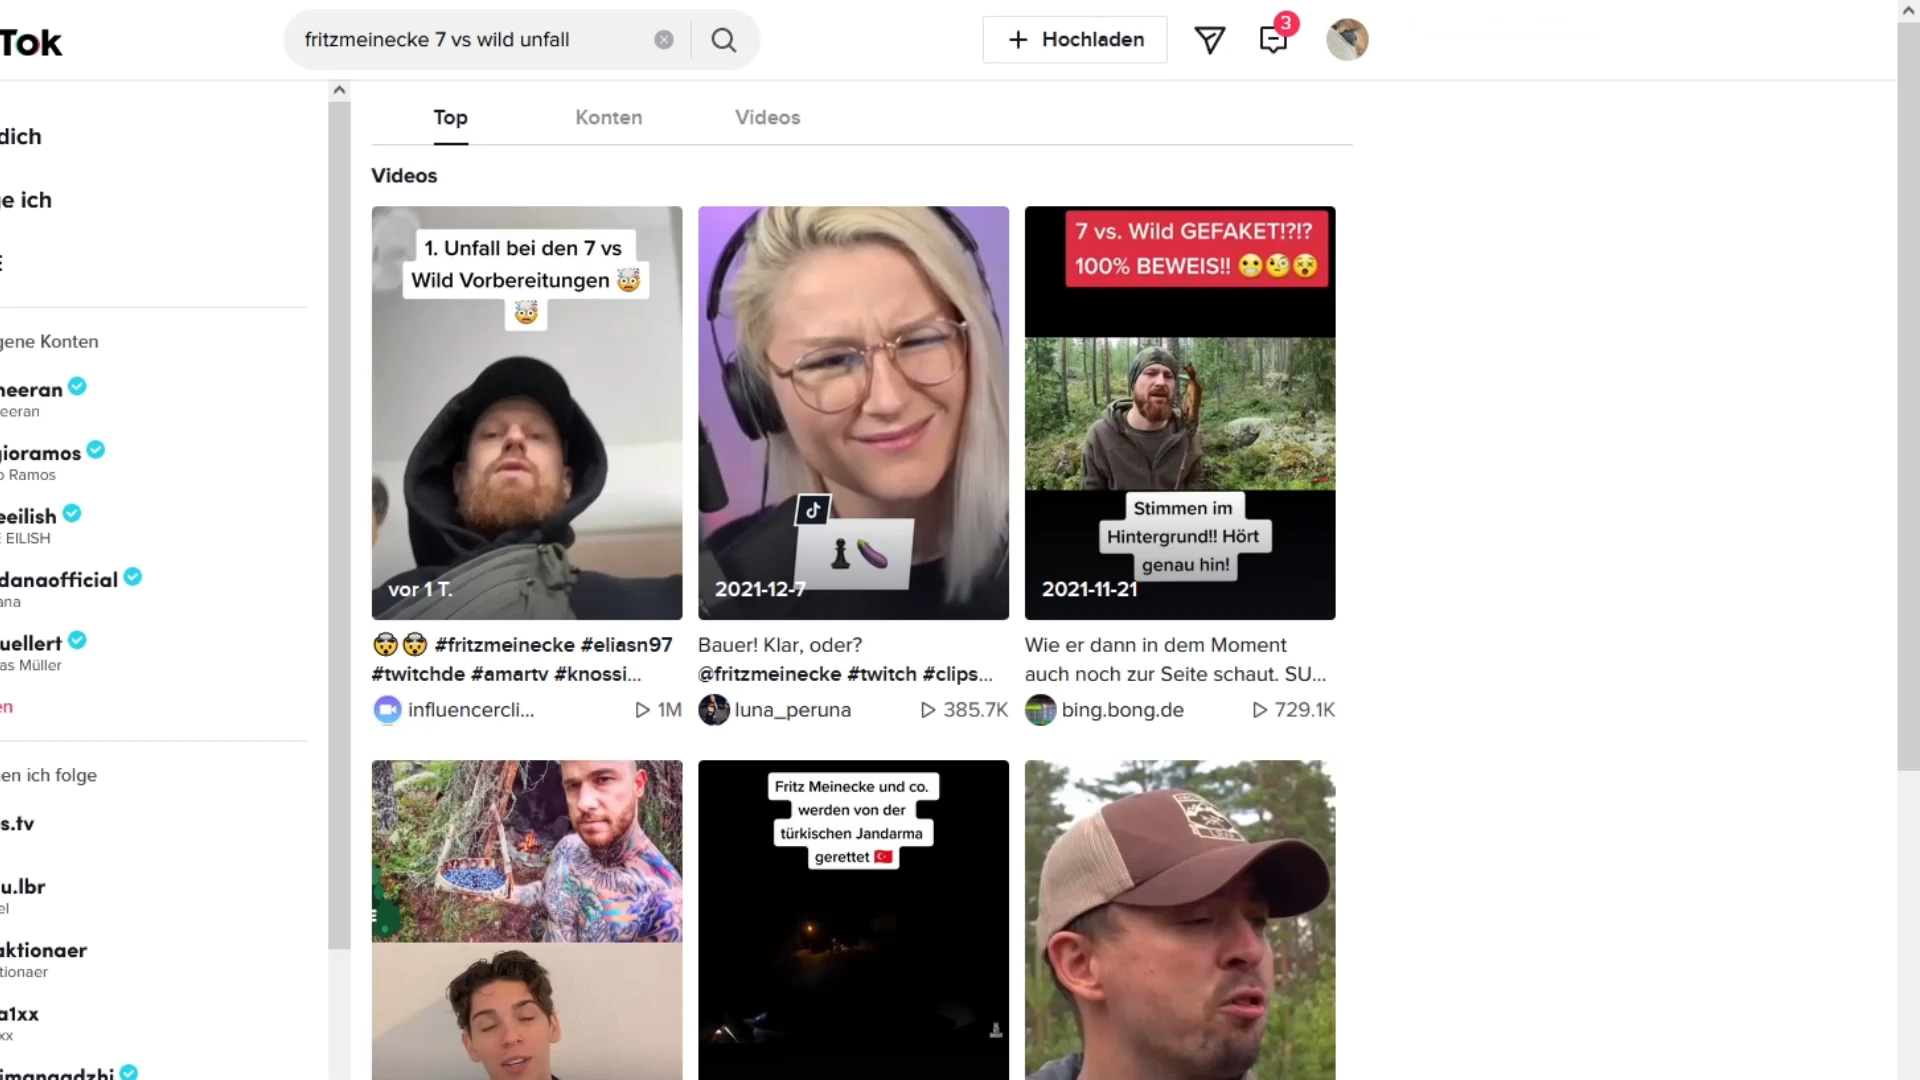 Tok
fritzmeinecke 7 vs wild unfall
Hochladen
3
dich
e ich
Top
Konten
Videos
Videos
1. Unfall bei den 7 vs
Wild Vorbereitungen 🤯
🤯
vor 1 T.
🤯🤯 #fritzmeinecke #eliasn97
#twitchde #amartv #knossi...
influencercli...
1M
2021-12-7
Bauer! Klar, oder?
@fritzmeinecke #twitch #clips...
luna_peruna
385.7K
7 vs. Wild GEFAKET!?!?
100% BEWEIS!! 😬🧐😵
Stimmen im
Hintergrund!! Hört
genau hin!
2021-11-21
Wie er dann in dem Moment
auch noch zur Seite schaut. SU...
bing.bong.de
729.1K
Fritz Meinecke und co.
werden von der
türkischen Jandarma
gerettet 🇹🇷
gene Konten
heeran
eeran
gioramos
o Ramos
eeilish
E EILISH
danaofficial
ana
uellert
as Müller
en
en ich folge
s.tv
u.lbr
el
aktionaer
tionaer
a1xx
xx
imangadzhi